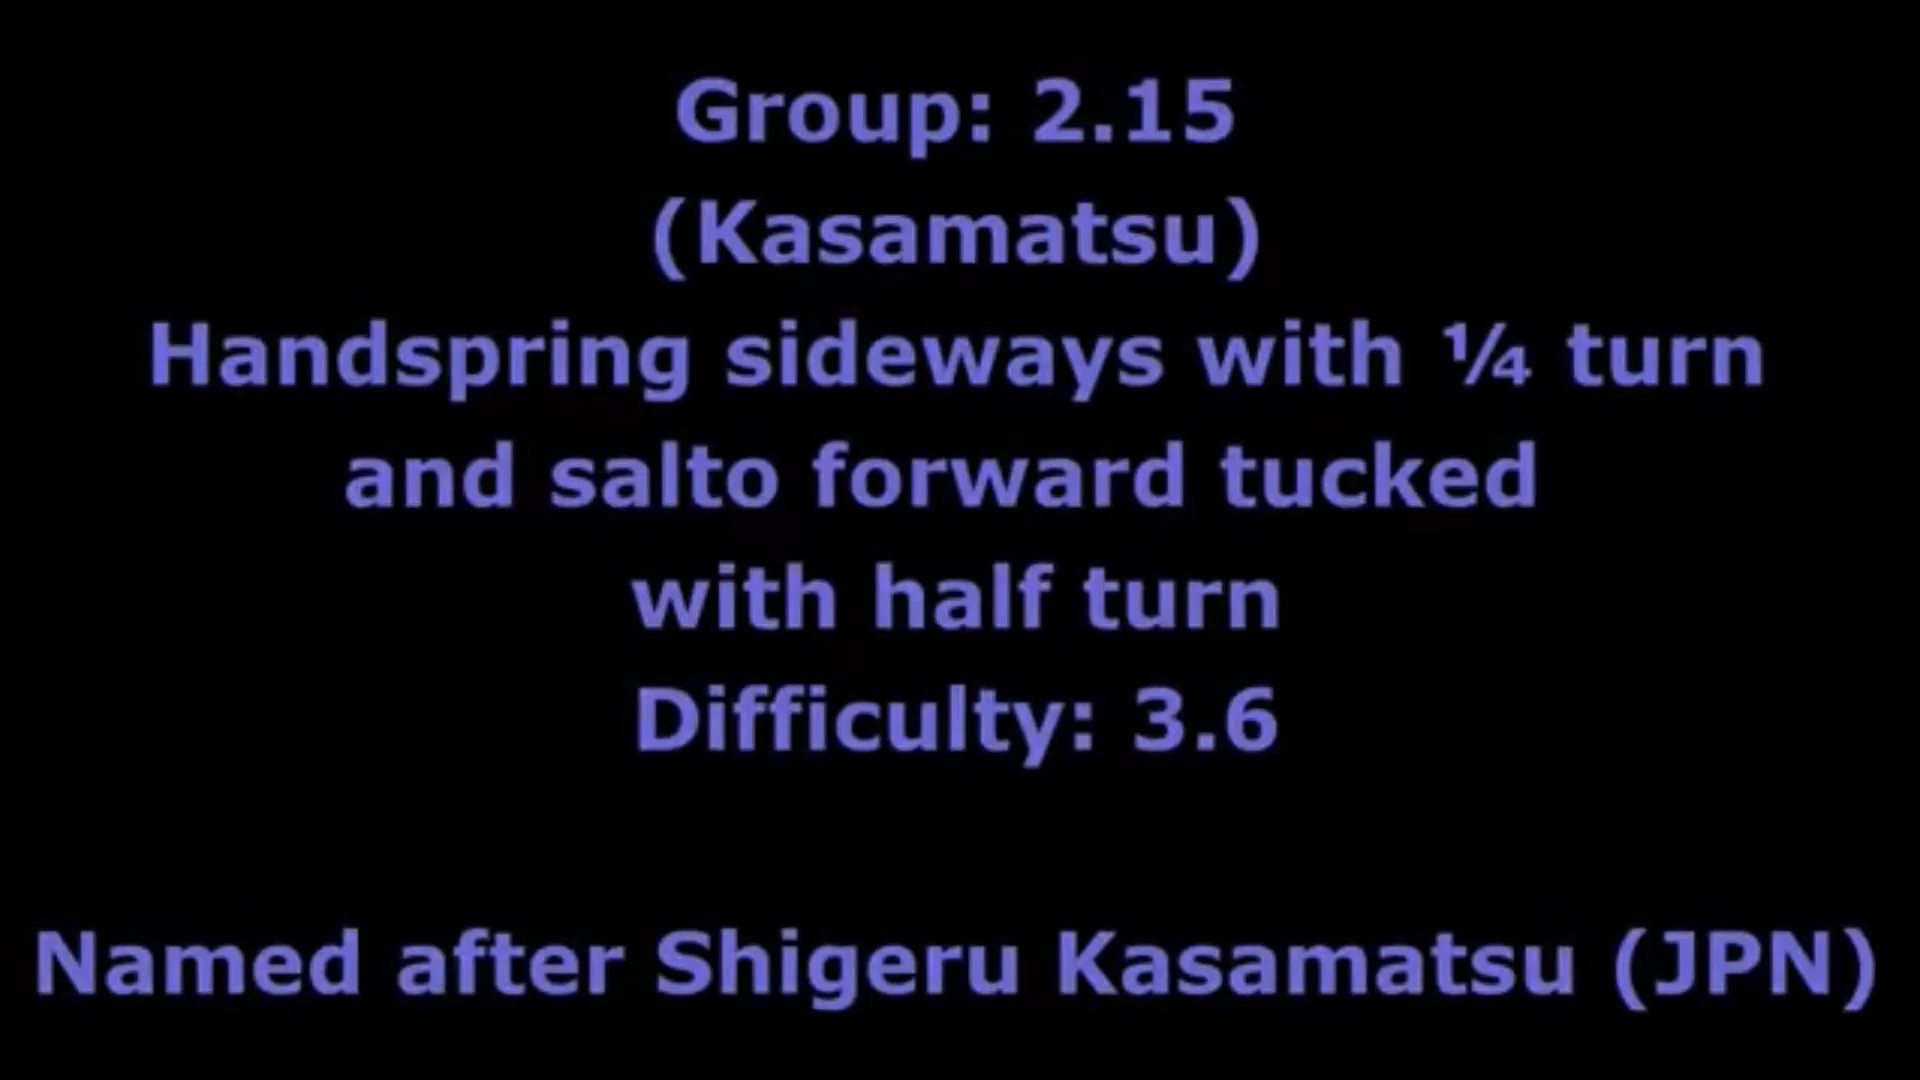 Group: 2.15
(Kasamatsu)
Handspring sideways with ¼ turn
and salto forward tucked
with half turn
Difficulty: 3.6
Named after Shigeru Kasamatsu (JPN)